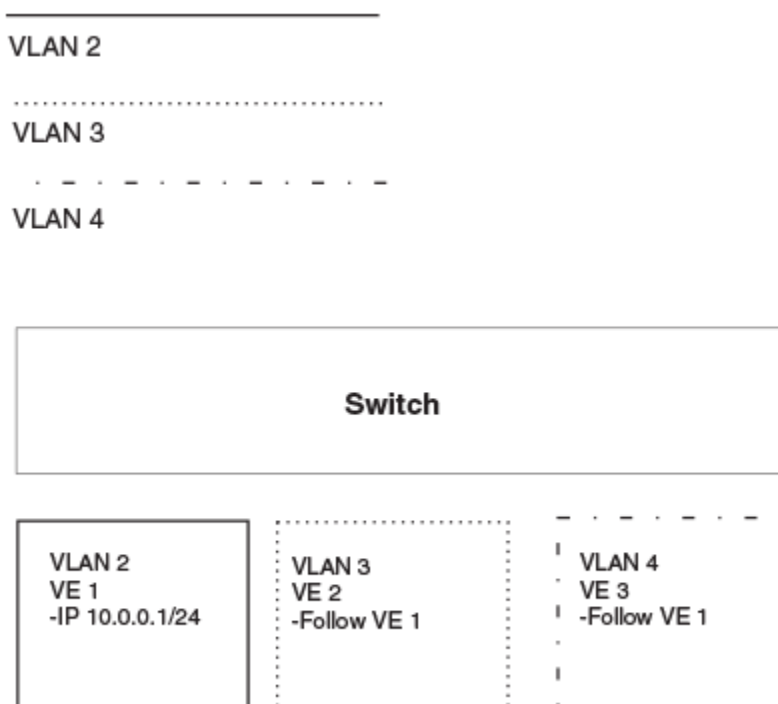 VLAN 2
VLAN 3
VLAN 4
Switch
VLAN 2
VE 1
-IP 10.0.0.1/24
VLAN 3
VE 2
-Follow VE 1
VLAN 4
VE 3
-Follow VE 1